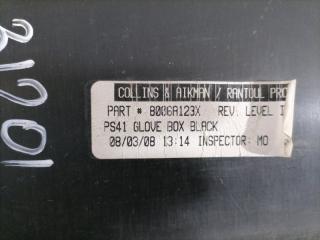 COLLINS & AIKMAN / RANTOUL PRO
PART # 8006A123X REV. LEVEL I
PS41 GLOVE BOX BLACK
08/03/08 13:14 INSPECTOR: MO
31201